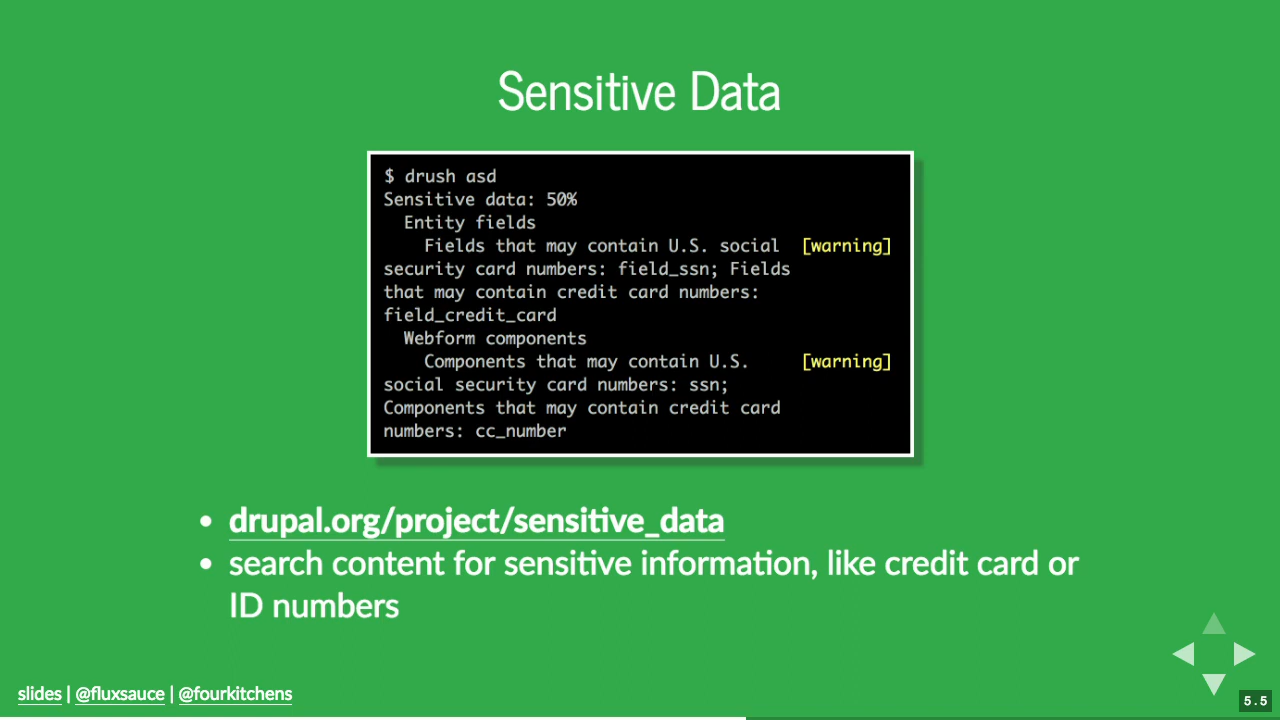 Sensitive Data
$ drush asd
Sensitive data: 50%
Entity fields
Fields that may contain U.S. social [warning]
security card numbers: field_ssn; Fields
that may contain credit card numbers:
field_credit_card
Webform components
Components that may contain U.S. [warning]
social security card numbers: ssn;
Components that may contain credit card
numbers: cc_number
• drupal.org/project/sensitive_data
• search content for sensitive information, like credit card or
ID numbers
slides | @fluxsauce | @fourkitchens
5.5